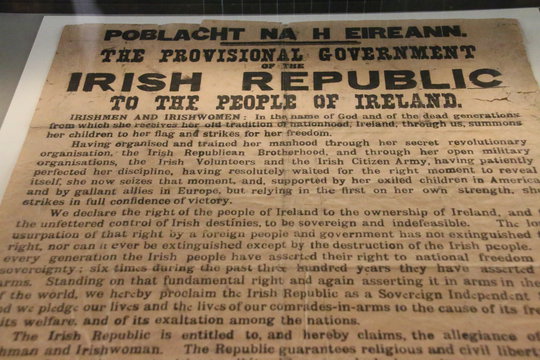 POBLACHT NA H EIREANN.
THE PROVISIONAL GOVERNMENT
OF THE
IRISH REPUBLIC
TO THE PEOPLE OF IRELAND.
IRISHMEN AND IRISHWOMEN: In the name of God and of the dead generations
from which she receives her old tradition of nationhood, Ireland, through us, summons
her children to her flag and strikes for her freedom.
Having organised and trained her manhood through her secret revolutionary
organisation, the Irish Republican Brotherhood, and through her open military
organisations, the Irish Volunteers and the Irish Citizen Army, having patiently
perfected her discipline, having resolutely waited for the right moment to reveal
itself, she now seizes that moment, and, supported by her exiled children in America
and by gallant allies in Europe, but relying in the first on her own strength, she
strikes in full confidence of victory.
We declare the right of the people of Ireland to the ownership of Ireland, and
the unfettered control of Irish destinies, to be sovereign and indefeasible. The
usurpation of that right by a foreign people and government has not extinguished
right, nor can it ever be extinguished except by the destruction of the Irish people.
every generation the Irish people have asserted their right to national freedom
sovereignty; six times during the past three hundred years they have asserted
arms. Standing on that fundamental right and again asserting it in arms in the
of the world, we hereby proclaim the Irish Republic as a Sovereign Independent
we pledge our lives and the lives of our comrades-in-arms to the cause of its
its welfare, and of its exaltation among the nations.
The Irish Republic is entitled to, and hereby claims, the allegiance of
and Irishwoman. The Republic guarantees religious and civil